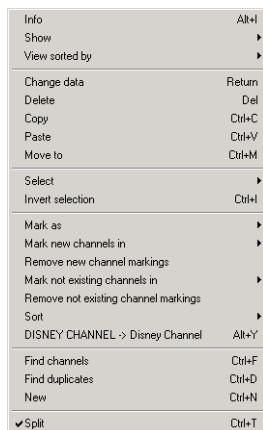 Info Alt+I
Show
View sorted by
Change data Return
Delete Del
Copy Ctrl+C
Paste Ctrl+V
Move to Ctrl+M
Select
Invert selection Ctrl+I
Mark as
Mark new channels in
Remove new channel markings
Mark not existing channels in
Remove not existing channel markings
Sort
DISNEY CHANNEL -> Disney Channel Alt+Y
Find channels Ctrl+F
Find duplicates Ctrl+D
New Ctrl+N
Split Ctrl+T